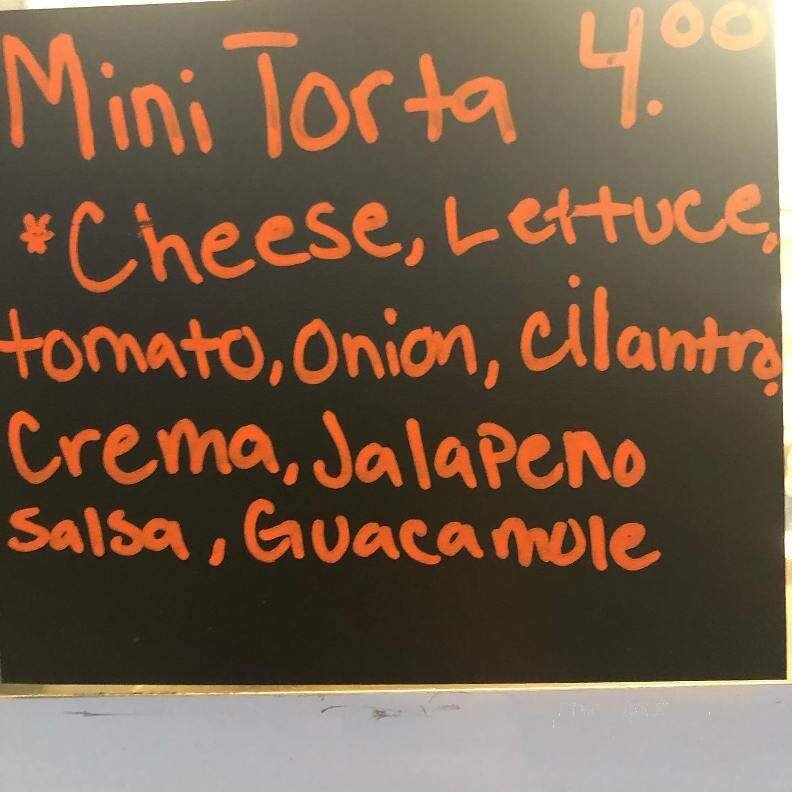 Mini Torta 4.00
*Cheese, Lettuce,
tomato, Onion, Cilantro,
Crema, Jalapeno
Salsa, Guacamole